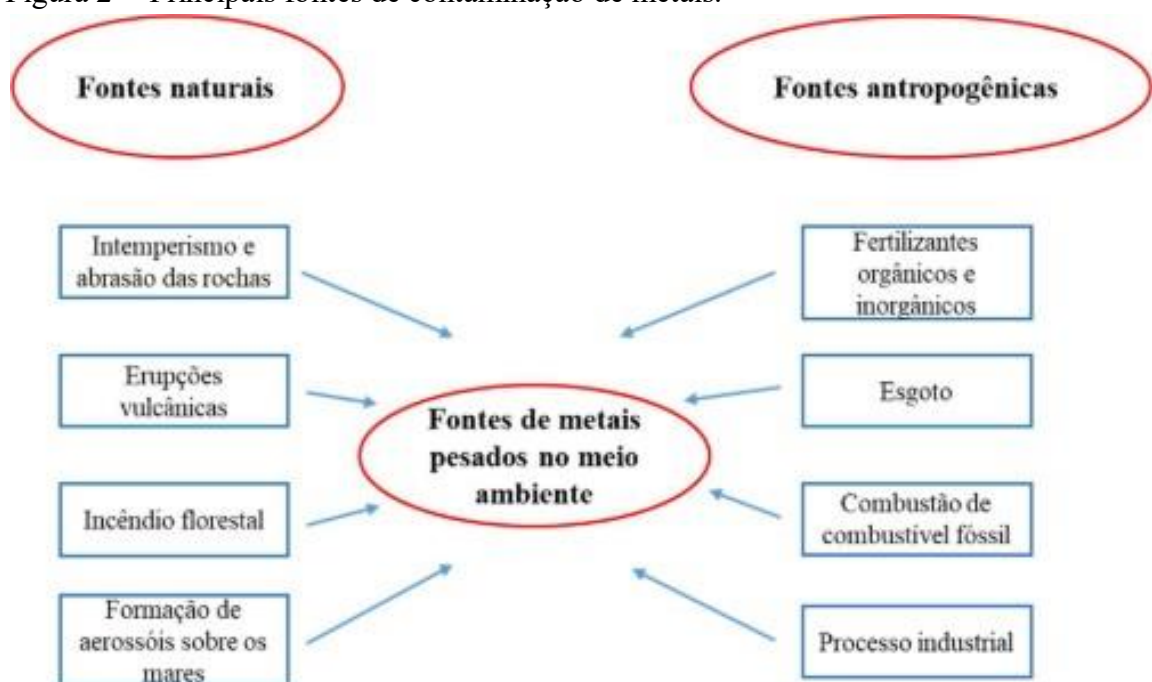 Figura 2 – Principais fontes de contaminação de metais.
Fontes naturais
Fontes antropogênicas
Intemperismo e
abrasão das rochas
Erupções
vulcânicas
Incêndio florestal
Formação de
aerossóis sobre os
mares
Fontes de metais
pesados no meio
ambiente
Fertilizantes
orgânicos e
inorgânicos
Esgoto
Combustão de
combustível fóssil
Processo industrial